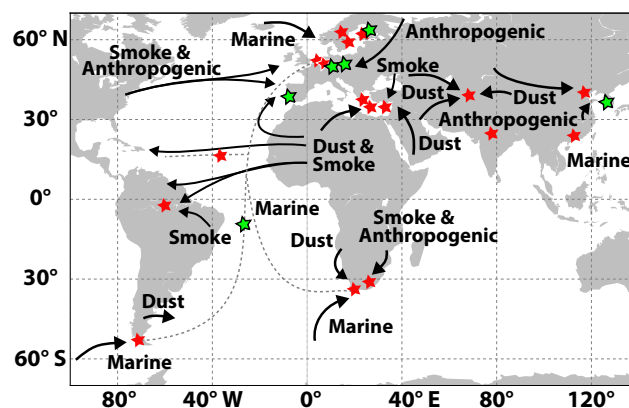 60° N
30°
0°
30°
60° S
80°
40° W
0°
40° E
80°
120°
Marine
Anthropogenic
Smoke &
Anthropogenic
Smoke
Dust
Dust
Anthropogenic
Dust
Marine
Dust &
Smoke
Marine
Smoke
Dust
Smoke &
Anthropogenic
Dust
Marine
Marine